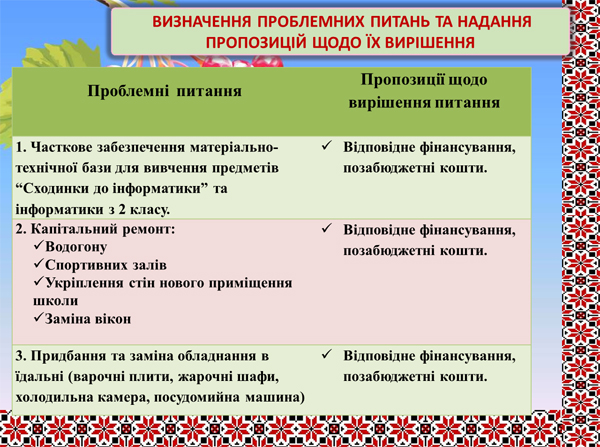 ВИЗНАЧЕННЯ ПРОБЛЕМНИХ ПИТАНЬ ТА НАДАННЯ
ПРОПОЗИЦІЙ ЩОДО ЇХ ВИРІШЕННЯ
Проблемні питання
Пропозиції щодо
вирішення питання
1. Часткове забезпечення матеріально-
технічної бази для вивчення предметів
“Сходинки до інформатики” та
інформатики з 2 класу.
✓ Відповідне фінансування,
позабюджетні кошти.
2. Капітальний ремонт:
✓Водогону
✓Спортивних залів
✓Укріплення стін нового приміщення
школи
✓Заміна вікон
✓ Відповідне фінансування,
позабюджетні кошти.
3. Придбання та заміна обладнання в
їдальні (варочні плити, жарочні шафи,
холодильна камера, посудомийна машина)
✓ Відповідне фінансування,
позабюджетні кошти.